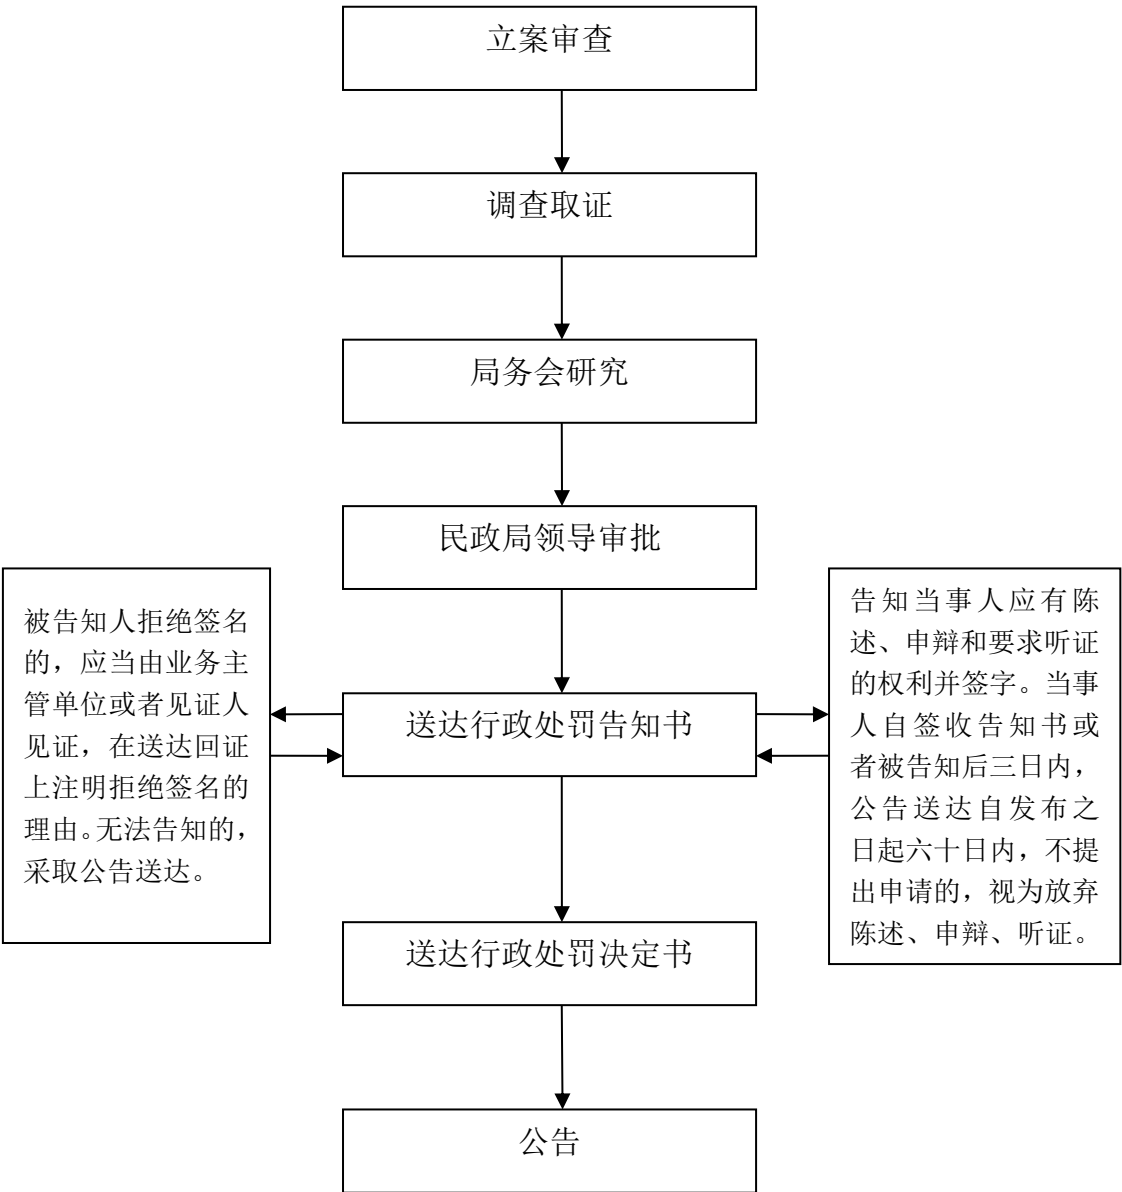 立案审查
调查取证
局务会研究
民政局领导审批
被告知人拒绝签名
的，应当由业务主
管单位或者见证人
见证，在送达回证
上注明拒绝签名的
理由。无法告知的，
采取公告送达。
送达行政处罚告知书
告知当事人应有陈
述、申辩和要求听证
的权利并签字。当事
人自签收告知书或
者被告知后三日内，
公告送达自发布之
日起六十日内，不提
出申请的，视为放弃
陈述、申辩、听证。
送达行政处罚决定书
公告